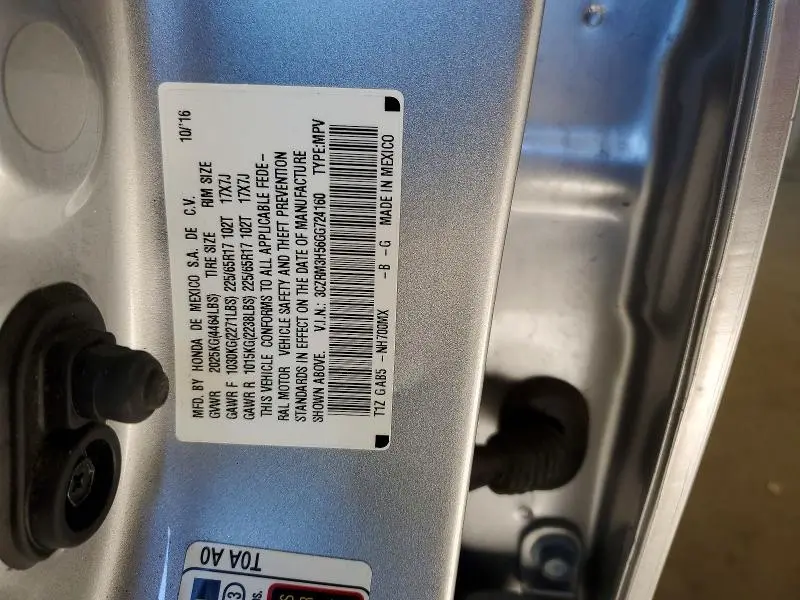 10/'16
MFD. BY HONDA DE MEXICO S.A. DE C.V.
GVWR 2025KG(4464LBS) TIRE SIZE RIM SIZE
GAWR F 1030KG(2271LBS) 225/65R17 102T 17X7J
GAWR R 1015KG(2238LBS) 225/65R17 102T 17X7J
THIS VEHICLE CONFORMS TO ALL APPLICABLE FEDE-
RAL MOTOR VEHICLE SAFETY AND THEFT PREVENTION
STANDARDS IN EFFECT ON THE DATE OF MANUFACTURE
SHOWN ABOVE. V.I.N.: 3CZRM3H56GG724160 TYPE:MPV
T1Z GAB5 -NH700MX -B -G MADE IN MEXICO
T0A A0
3